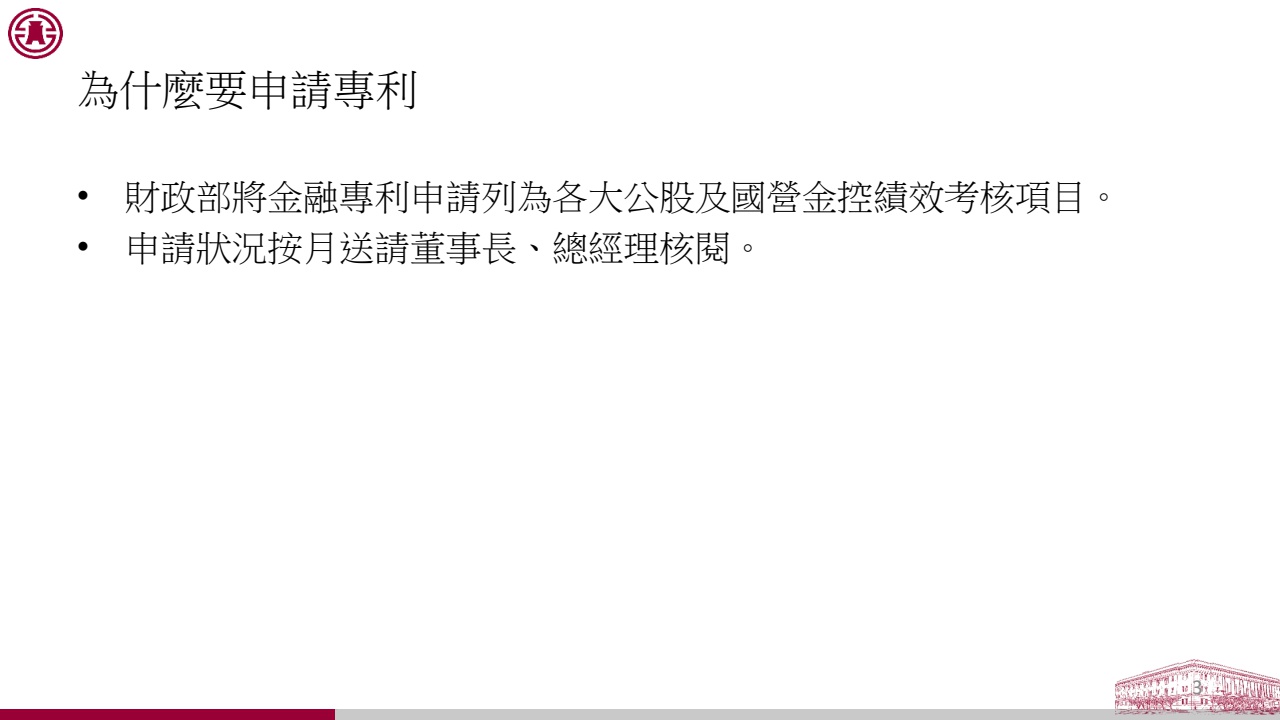 為什麼要申請專利
• 財政部將金融專利申請列為各大公股及國營金控績效考核項目。
• 申請狀況按月送請董事長、總經理核閱。
3